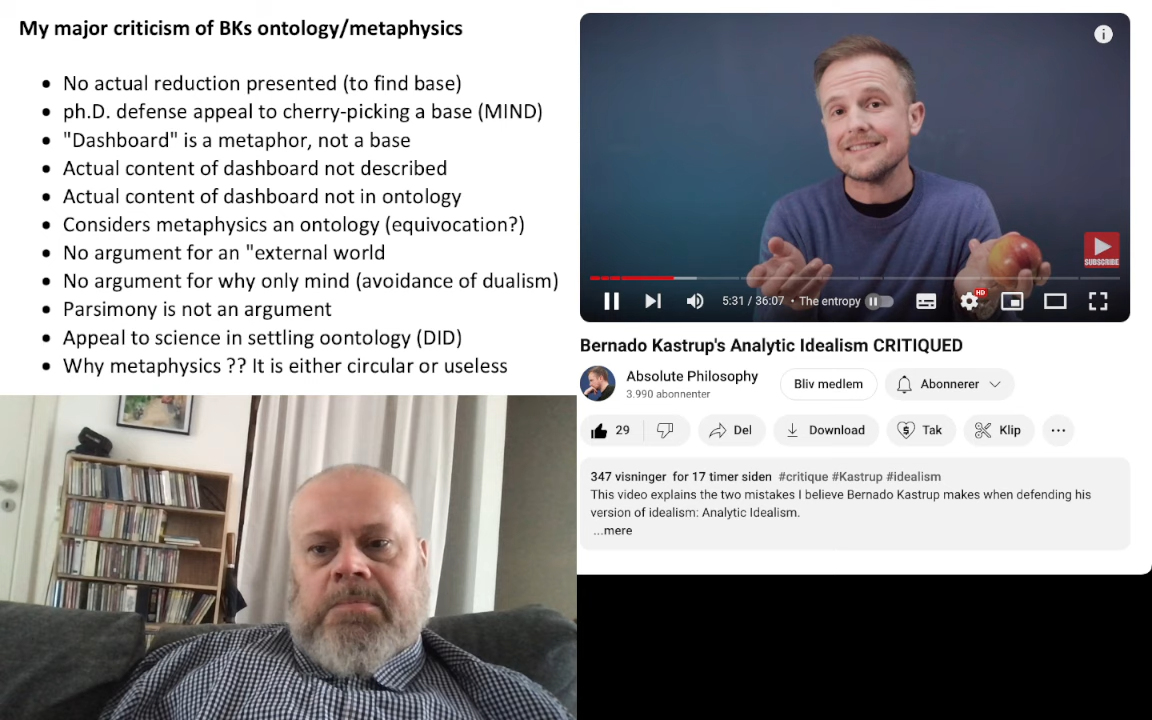 My major criticism of BKs ontology/metaphysics
• No actual reduction presented (to find base)
• ph.D. defense appeal to cherry-picking a base (MIND)
• "Dashboard" is a metaphor, not a base
• Actual content of dashboard not described
• Actual content of dashboard not in ontology
• Considers metaphysics an ontology (equivocation?)
• No argument for an "external world
• No argument for why only mind (avoidance of dualism)
• Parsimony is not an argument
• Appeal to science in settling oontology (DID)
• Why metaphysics ?? It is either circular or useless
SUBSCRIBE
5:31 / 36:07 • The entropy
HD
Bernado Kastrup's Analytic Idealism CRITIQUED
Absolute Philosophy
3.990 abonnenter
Bliv medlem
Abonnerer
29
Del
Download
Tak
Klip
347 visninger for 17 timer siden #critique #Kastrup #idealism
This video explains the two mistakes I believe Bernado Kastrup makes when defending his
version of idealism: Analytic Idealism.
...mere